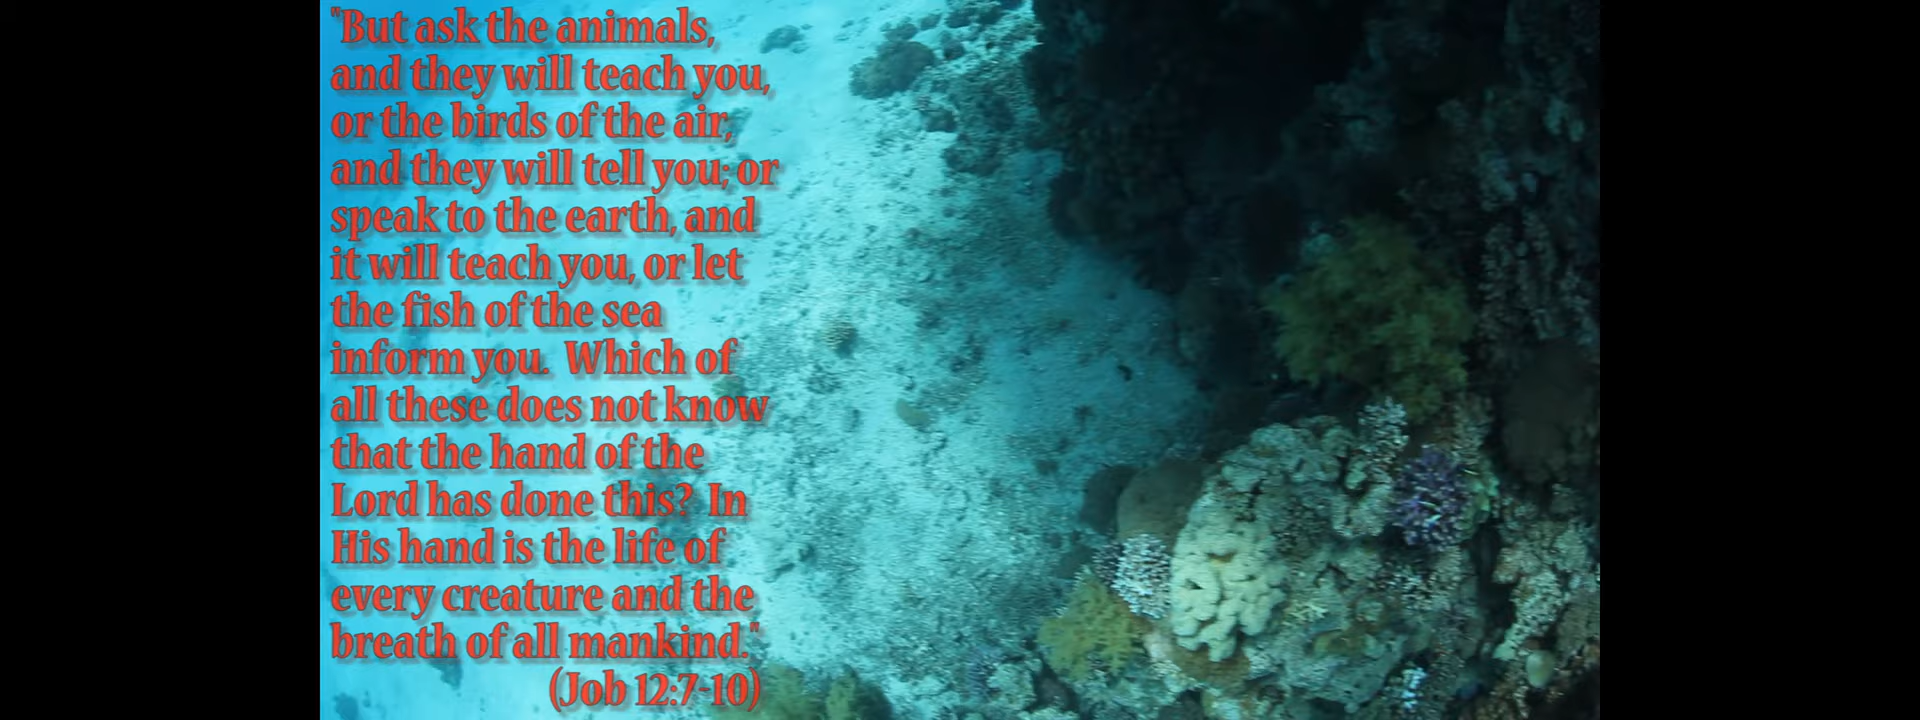 "But ask the animals,
and they will teach you,
or the birds of the air,
and they will tell you; or
speak to the earth, and
it will teach you, or let
the fish of the sea
inform you.  Which of
all these does not know
that the hand of the
Lord has done this?  In
His hand is the life of
every creature and the
breath of all mankind."
(Job 12:7-10)